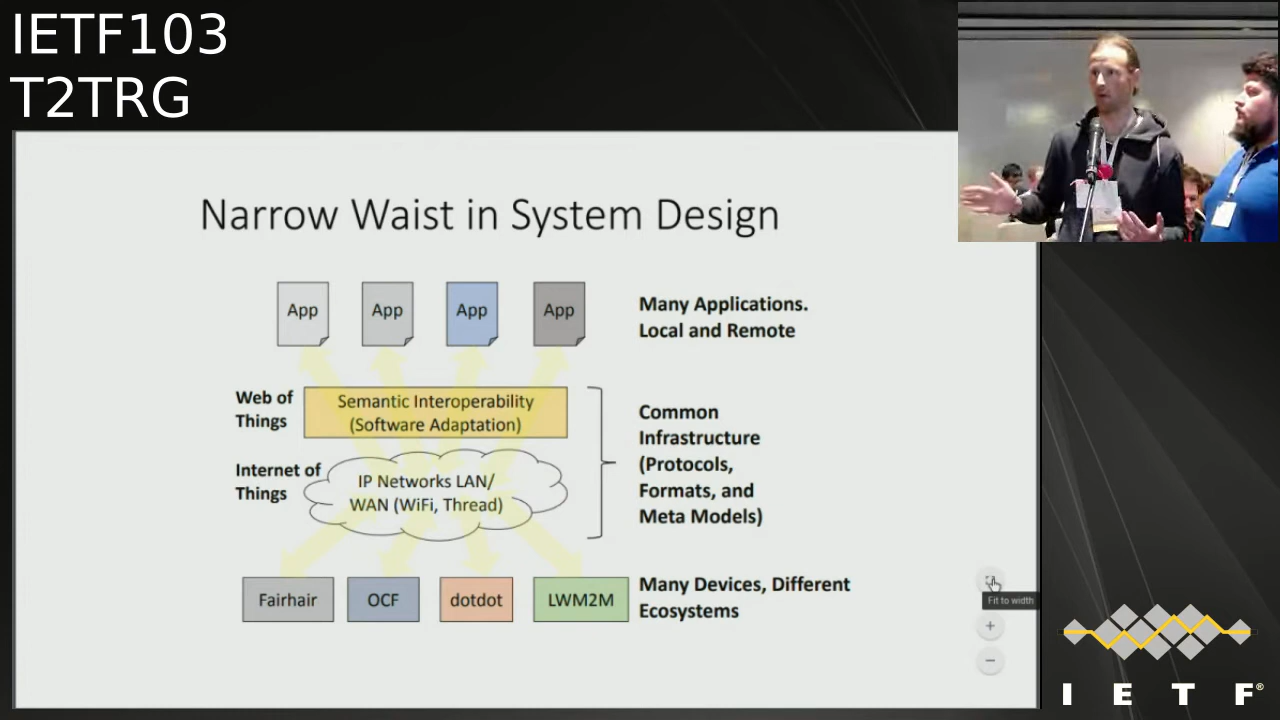 IETF103
T2TRG
Narrow Waist in System Design
App
App
App
App
Many Applications.
Local and Remote
Web of
Things
Semantic Interoperability
(Software Adaptation)
Internet of
Things
IP Networks LAN/
WAN (WiFi, Thread)
Common
Infrastructure
(Protocols,
Formats, and
Meta Models)
Fairhair
OCF
dotdot
LWM2M
Many Devices, Different
Ecosystems
Fit to width
I E T F®